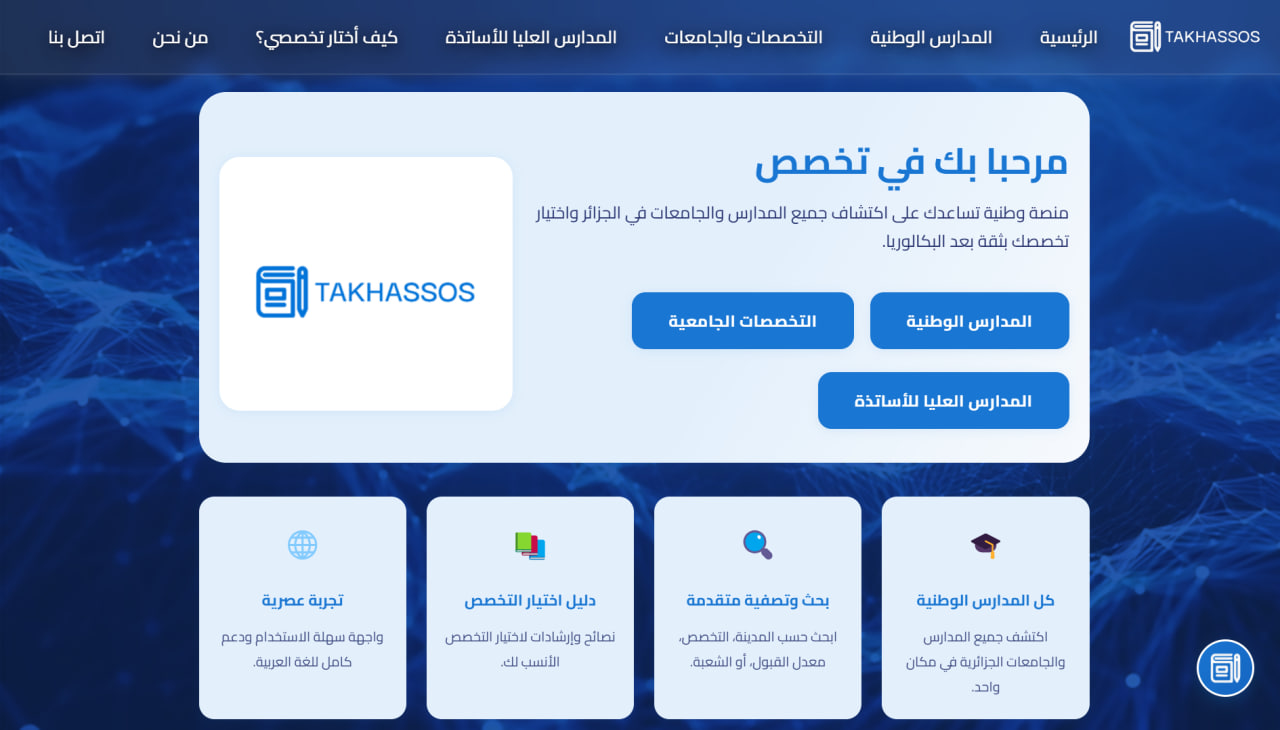 TAKHASSOS
الرئيسية
المدارس الوطنية
التخصصات والجامعات
المدارس العليا للأساتذة
كيف أختار تخصصي؟
من نحن
اتصل بنا
مرحبا بك في تخصص
منصة وطنية تساعدك على اكتشاف جميع المدارس والجامعات في الجزائر واختيار
تخصصك بثقة بعد البكالوريا.
المدارس الوطنية
التخصصات الجامعية
المدارس العليا للأساتذة
TAKHASSOS
كل المدارس الوطنية
اكتشف جميع المدارس
والجامعات الجزائرية في مكان
واحد.
بحث وتصفية متقدمة
ابحث حسب المدينة، التخصص،
معدل القبول، أو الشعبة.
دليل اختيار التخصص
نصائح وإرشادات لاختيار التخصص
الأنسب لك.
تجربة عصرية
واجهة سهلة الاستخدام ودعم
كامل للغة العربية.